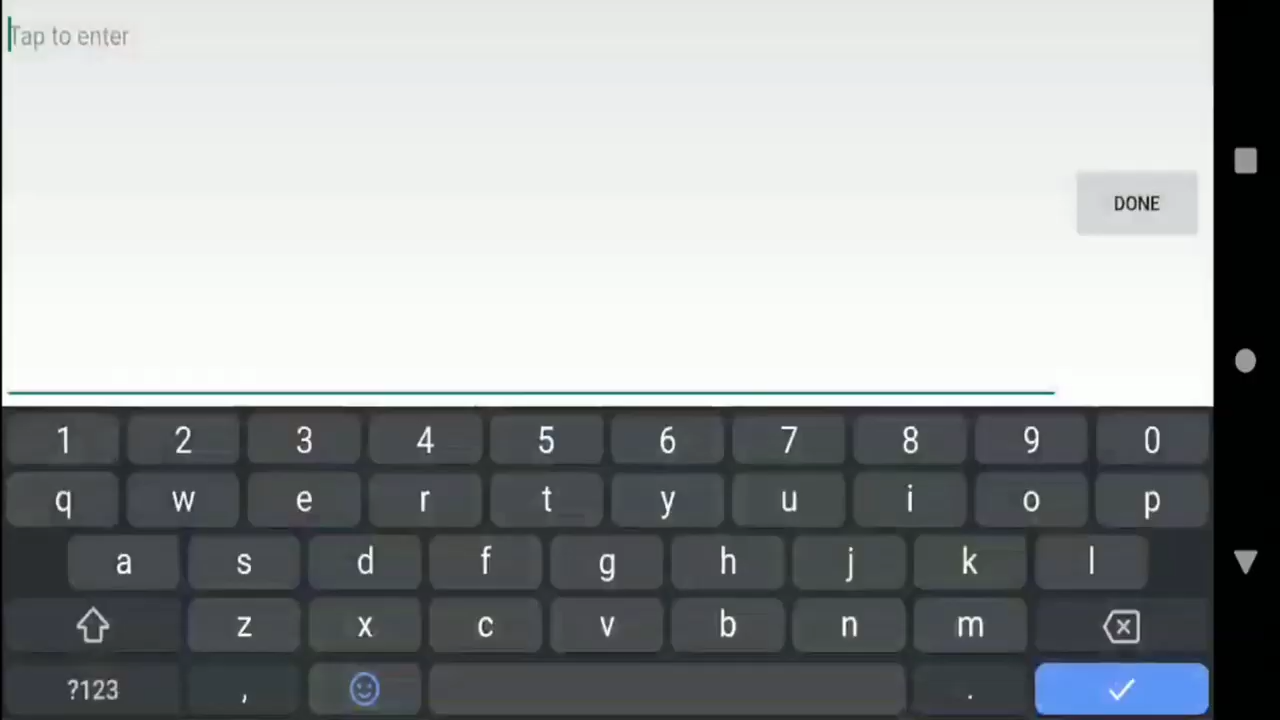 Tap to enter
DONE
1 2 3 4 5 6 7 8 9 0
q w e r t y u i o p
a s d f g h j k l
z x c v b n m
?123 , .